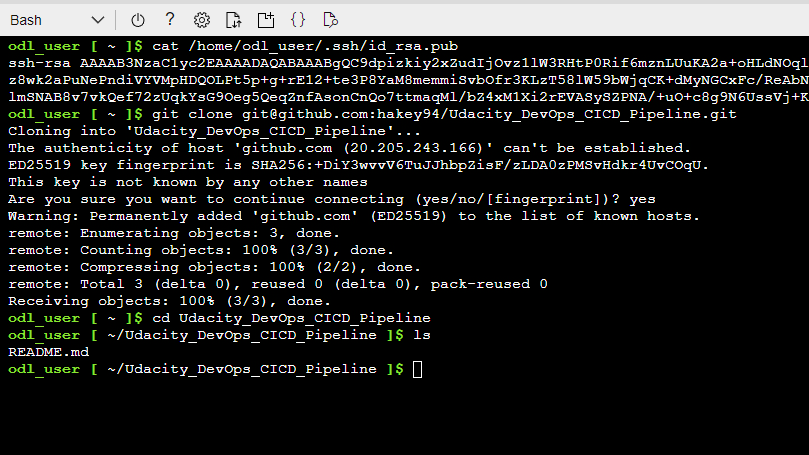 Bash
odl_user [ ~ ]$ cat /home/odl_user/.ssh/id_rsa.pub
ssh-rsa AAAAB3NzaC1yc2EAAAADAQABAAABgQC9dpizkiy2xZudIjOvz1lW3RHtP0Rif6mznLUuKA2a+oHLdNOql
z8wk2aPuNePndiVYVMpHDQOLPt5p+g+rE12+te3P8YaM8memmiSvbOfr3KLzT58lW59bWjqCK+dMyNGCxFc/ReAbN
lmSNAB8v7vkQef72zUqkYsG9Oeg5QeqZnfAsonCnQo7ttmaqMl/bZ4xM1Xi2rEVASySZPNA/+uO+c8g9N6UssVj+K
odl_user [ ~ ]$ git clone git@github.com:hakey94/Udacity_DevOps_CICD_Pipeline.git
Cloning into 'Udacity_DevOps_CICD_Pipeline'...
The authenticity of host 'github.com (20.205.243.166)' can't be established.
ED25519 key fingerprint is SHA256:+DiY3wvvV6TuJJhbpZisF/zLDA0zPMSvHdkr4UvCOqU.
This key is not known by any other names
Are you sure you want to continue connecting (yes/no/[fingerprint])? yes
Warning: Permanently added 'github.com' (ED25519) to the list of known hosts.
remote: Enumerating objects: 3, done.
remote: Counting objects: 100% (3/3), done.
remote: Compressing objects: 100% (2/2), done.
remote: Total 3 (delta 0), reused 0 (delta 0), pack-reused 0
Receiving objects: 100% (3/3), done.
odl_user [ ~ ]$ cd Udacity_DevOps_CICD_Pipeline
odl_user [ ~/Udacity_DevOps_CICD_Pipeline ]$ ls
README.md
odl_user [ ~/Udacity_DevOps_CICD_Pipeline ]$